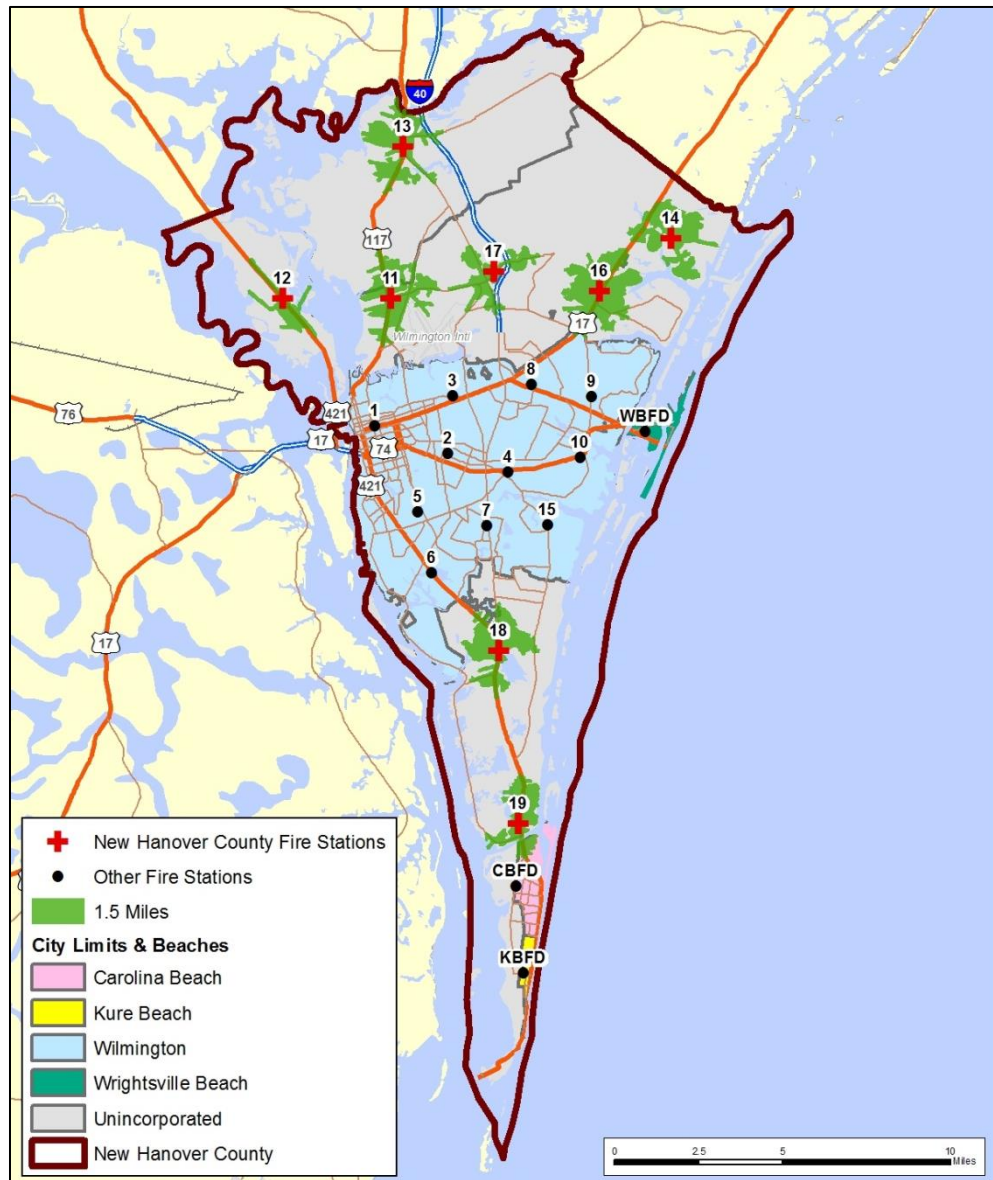 40
13
14
117
17
12
11
16
17
Wilmington Intl
8
3
9
76
421
1
WBFD
17
74
2
10
4
421
5
7
15
6
17
18
19
CBFD
KBFD
New Hanover County Fire Stations
Other Fire Stations
1.5 Miles
City Limits & Beaches
Carolina Beach
Kure Beach
Wilmington
Wrightsville Beach
Unincorporated
New Hanover County
0 2.5 5 10
Miles